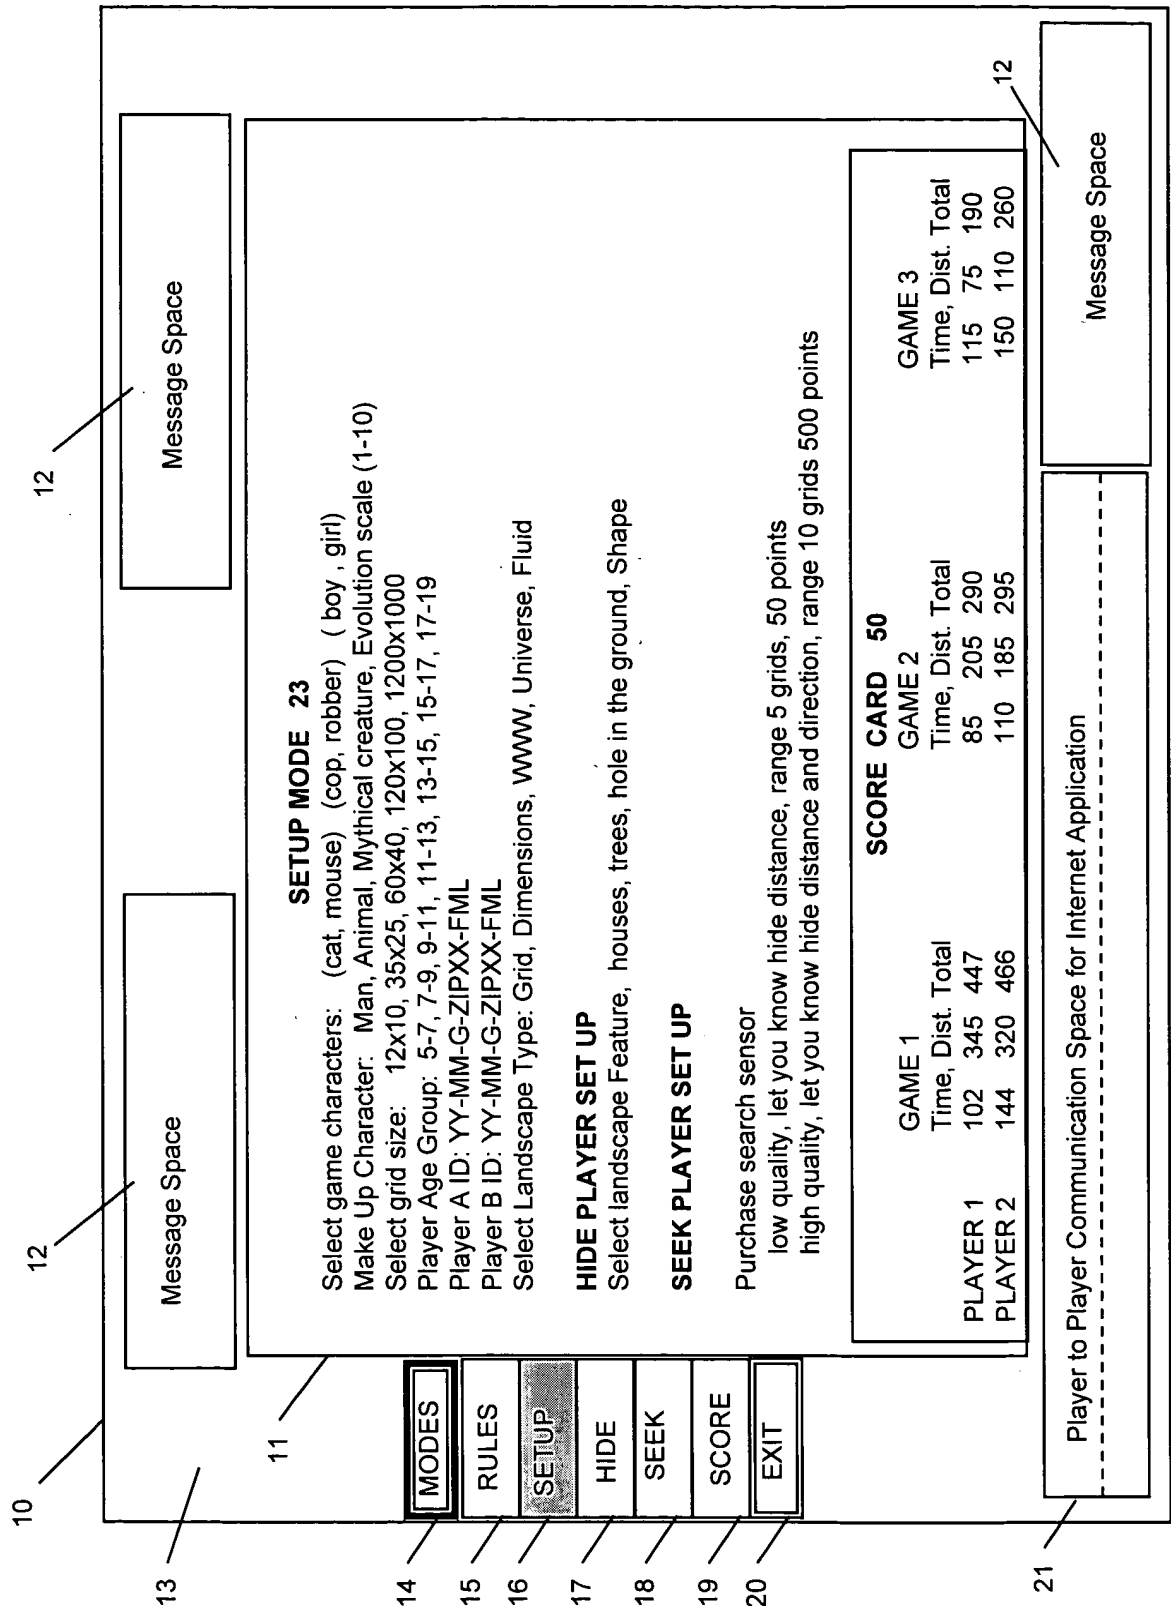 10
12
12
Message Space
Message Space
13
11
SETUP MODE 23
Select game characters: (cat, mouse) (cop, robber) ( boy , girl)
Make Up Character: Man, Animal, Mythical creature, Evolution scale (1-10)
Select grid size: 12x10, 35x25, 60x40, 120x100, 1200x1000
Player Age Group: 5-7, 7-9, 9-11, 11-13, 13-15, 15-17, 17-19
Player A ID: YY-MM-G-ZIPXX-FML
Player B ID: YY-MM-G-ZIPXX-FML
Select Landscape Type: Grid, Dimensions, WWW, Universe, Fluid
HIDE PLAYER SET UP
Select landscape Feature, houses, trees, hole in the ground, Shape
SEEK PLAYER SET UP
Purchase search sensor
low quality, let you know hide distance, range 5 grids, 50 points
high quality, let you know hide distance and direction, range 10 grids 500 points
14 MODES
15 RULES
16 SETUP
17 HIDE
18 SEEK
19 SCORE
20 EXIT
SCORE CARD 50
GAME 1 GAME 2 GAME 3
Time, Dist. Total Time, Dist. Total Time, Dist. Total
PLAYER 1 102 345 447 85 205 290 115 75 190
PLAYER 2 144 320 466 110 185 295 150 110 260
12
21
Player to Player Communication Space for Internet Application
Message Space